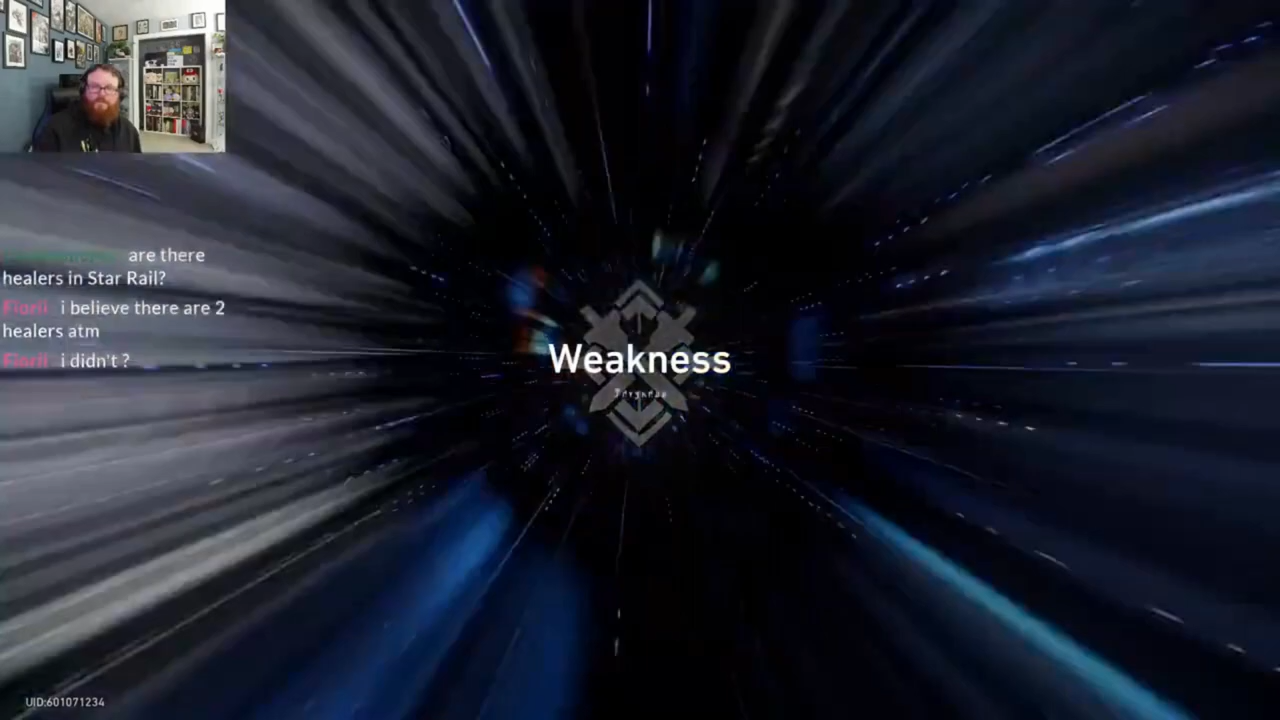 are there
healers in Star Rail?
Fiorii i believe there are 2
healers atm
Fiorii i didn't ?
Weakness
UID:601071234